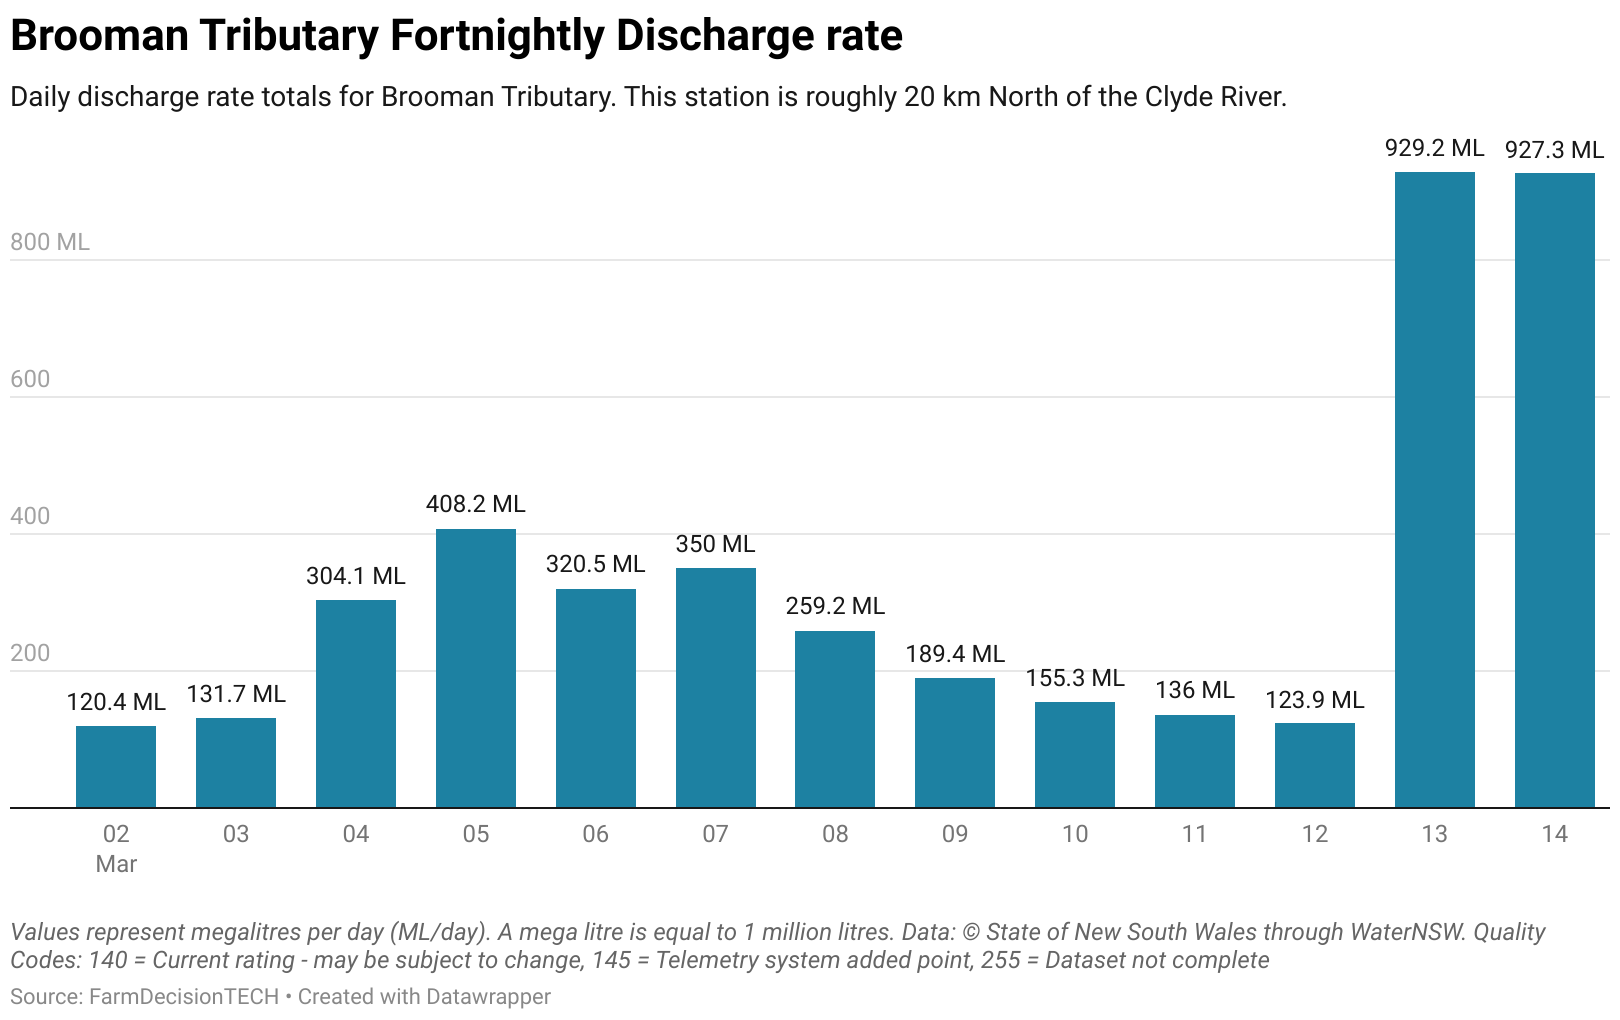 Brooman Tributary Fortnightly Discharge rate
Daily discharge rate totals for Brooman Tributary. This station is roughly 20 km North of the Clyde River.
929.2 ML
927.3 ML
800 ML
600
400
200
408.2 ML
350 ML
320.5 ML
304.1 ML
259.2 ML
189.4 ML
155.3 ML
136 ML
131.7 ML
123.9 ML
120.4 ML
02 03 04 05 06 07 08 09 10 11 12 13 14
Mar
Values represent megalitres per day (ML/day). A mega litre is equal to 1 million litres. Data: © State of New South Wales through WaterNSW. Quality
Codes: 140 = Current rating - may be subject to change, 145 = Telemetry system added point, 255 = Dataset not complete
Source: FarmDecisionTECH • Created with Datawrapper